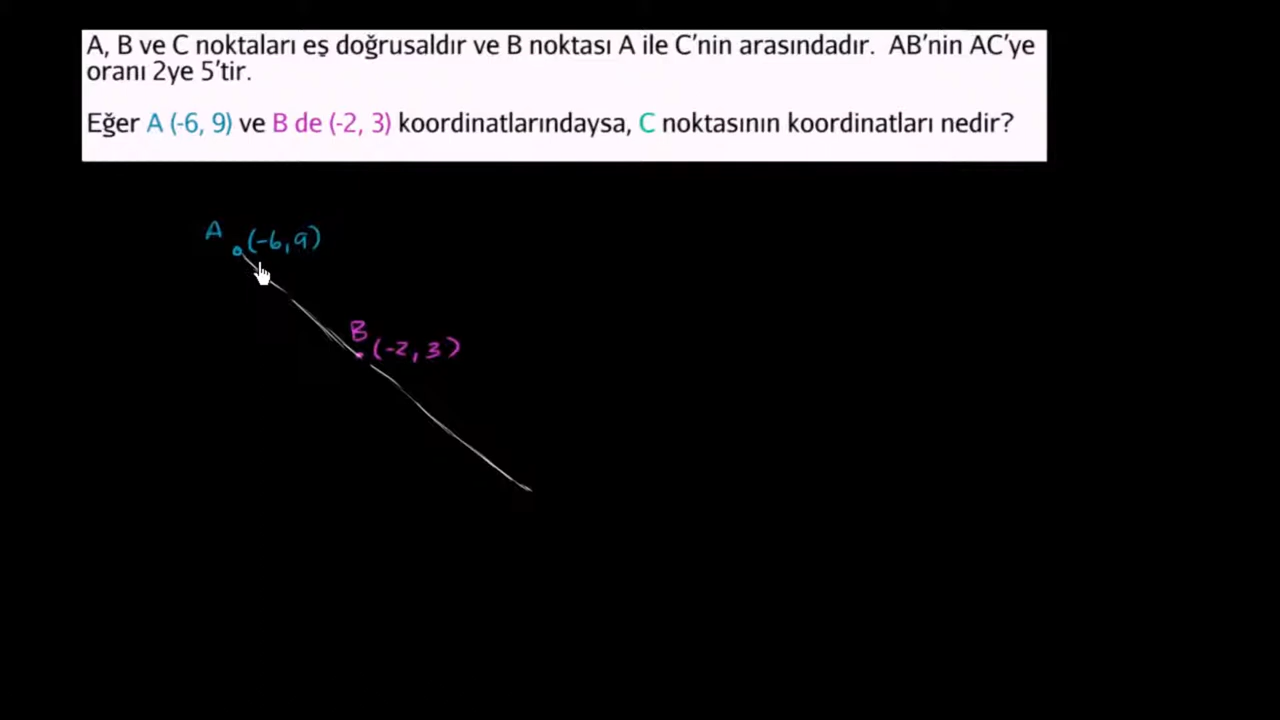 A, B ve C noktaları eş doğrusaldır ve B noktası A ile C’nin arasındadır. AB’nin AC’ye
oranı 2ye 5’tir.
Eğer A (-6, 9) ve B de (-2, 3) koordinatlarındaysa, C noktasının koordinatları nedir?
A (-6, 9)
B
(-2, 3)